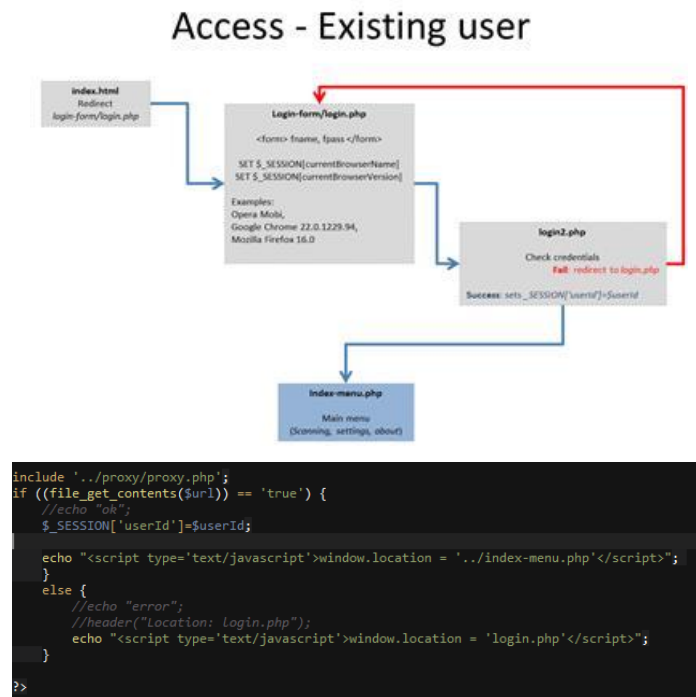 Access - Existing user
index.html
Redirect
login-form/login.php
Login-form/login.php
<form> fname, fpass </form>
SET $_SESSION[currentBrowserName]
SET $_SESSION[currentBrowserVersion]
Examples:
Opera Mobi,
Google Chrome 22.0.1229.94,
Mozilla Firefox 16.0
login2.php
Check credentials
Fail: redirect to login.php
Success: sets _SESSION['userId']=$userId
Index-menu.php
Main menu
(Scanning, settings, about)
include '../proxy/proxy.php';
if ((file_get_contents($url)) == 'true') {
//echo "ok";
$_SESSION['userId']=$userId;
echo "<script type='text/javascript'>window.location = '../index-menu.php'</script>";
}
else {
//echo "error";
//header("Location: login.php");
echo "<script type='text/javascript'>window.location = 'login.php'</script>";
}
?>